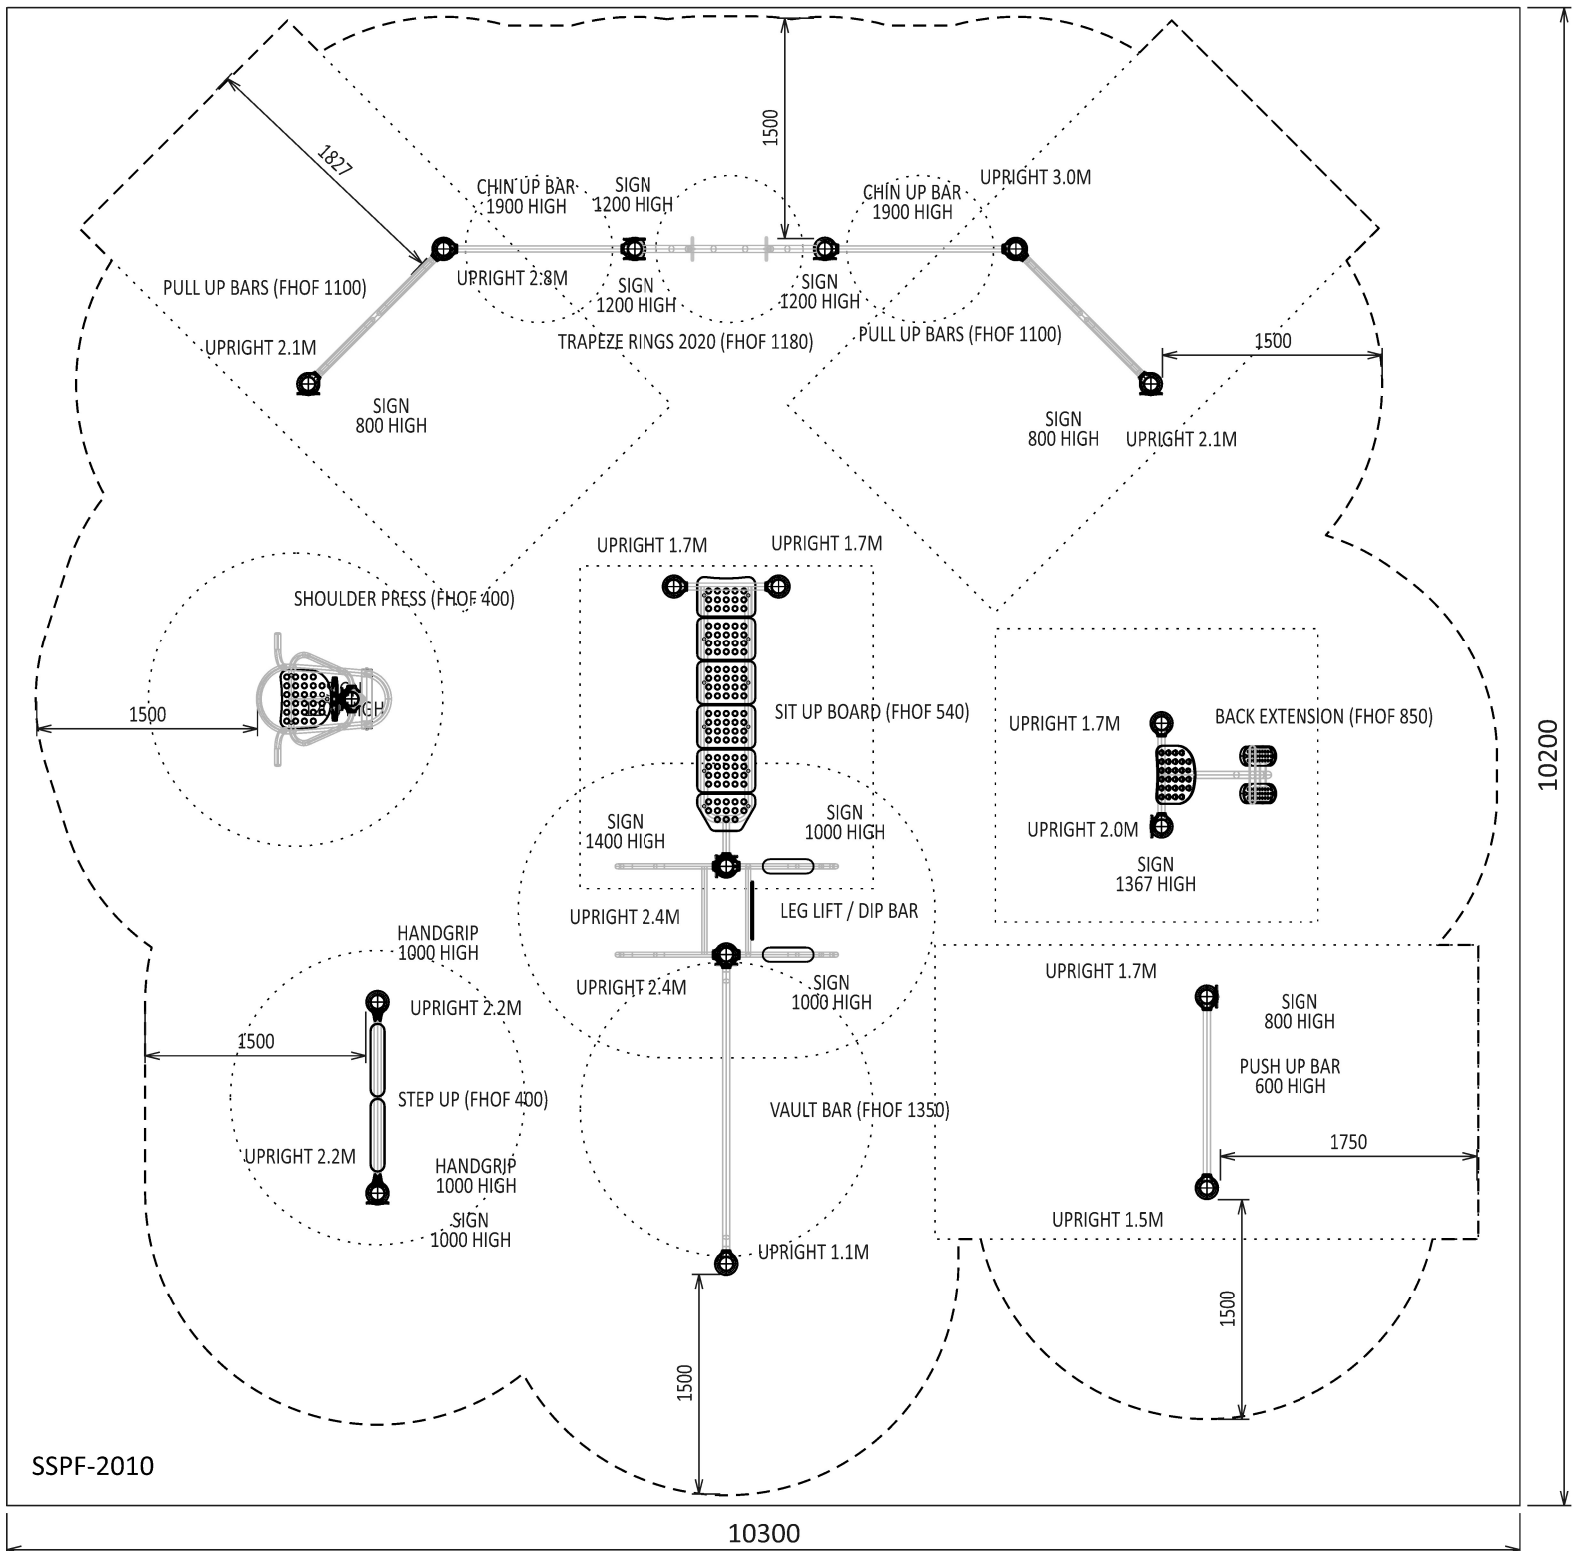 1500
1827
UPRIGHT 3.0M
CHIN UP BAR
1900 HIGH
SIGN
1200 HIGH
CHIN UP BAR
1900 HIGH
PULL UP BARS (FHOF 1100)
UPRIGHT 2.8M
SIGN
1200 HIGH
SIGN
1200 HIGH
UPRIGHT 2.1M
TRAPEZE RINGS 2020 (FHOF 1180)
PULL UP BARS (FHOF 1100)
1500
SIGN
800 HIGH
SIGN
800 HIGH
UPRIGHT 2.1M
UPRIGHT 1.7M
UPRIGHT 1.7M
SHOULDER PRESS (FHOF 400)
1500
SIT UP BOARD (FHOF 540)
UPRIGHT 1.7M
BACK EXTENSION (FHOF 850)
10200
SIGN
1400 HIGH
SIGN
1000 HIGH
UPRIGHT 2.0M
SIGN
1367 HIGH
UPRIGHT 2.4M
LEG LIFT / DIP BAR
HANDGRIP
1000 HIGH
UPRIGHT 2.4M
SIGN
1000 HIGH
UPRIGHT 1.7M
UPRIGHT 2.2M
SIGN
800 HIGH
1500
PUSH UP BAR
600 HIGH
STEP UP (FHOF 400)
VAULT BAR (FHOF 1350)
1750
UPRIGHT 2.2M
HANDGRIP
1000 HIGH
SIGN
1000 HIGH
UPRIGHT 1.5M
UPRIGHT 1.1M
1500
1500
SSPF-2010
10300